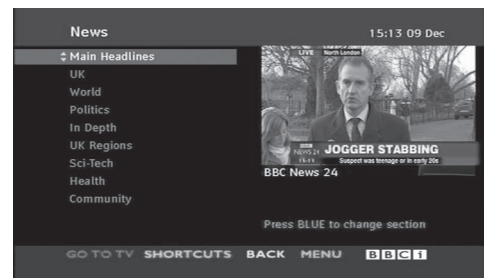 News 15:13 09 Dec
Main Headlines
UK
World
Politics
In Depth
UK Regions
Sci-Tech
Health
Community
LIVE North London
BBC
NEWS 24 JOGGER STABBING
15:13 Suspect was teenage or in early 20s
BBC News 24
Press BLUE to change section
GO TO TV SHORTCUTS BACK MENU BBCi